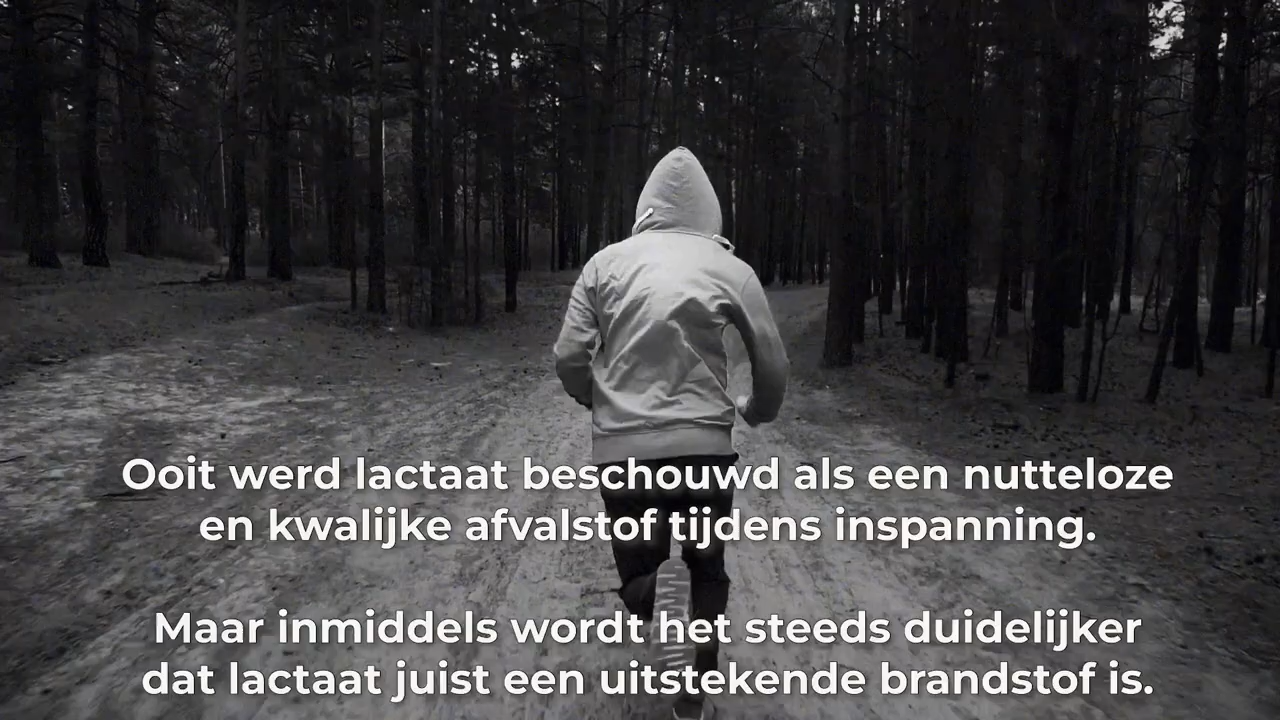 Ooit werd lactaat beschouwd als een nutteloze
en kwalijke afvalstof tijdens inspanning.
Maar inmiddels wordt het steeds duidelijker
dat lactaat juist een uitstekende brandstof is.